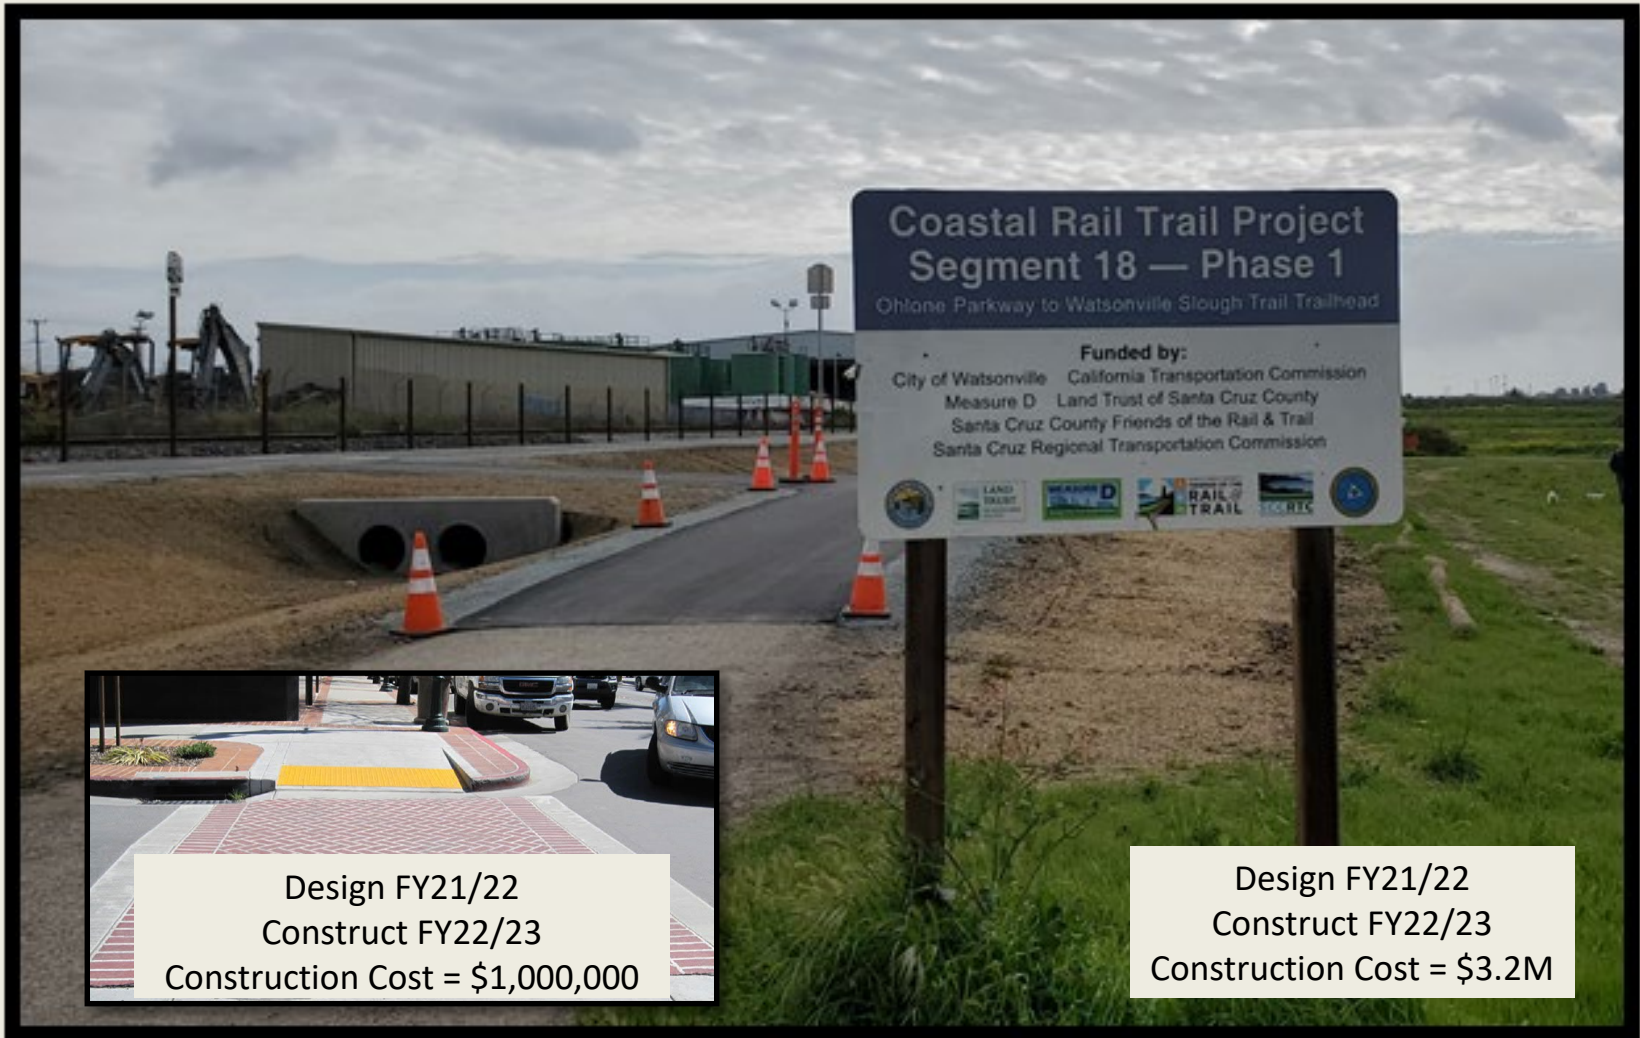 Coastal Rail Trail Project
Segment 18 — Phase 1
Ohlone Parkway to Watsonville Slough Trail Trailhead
Funded by:
City of Watsonville California Transportation Commission
Measure D Land Trust of Santa Cruz County
Santa Cruz County Friends of the Rail & Trail
Santa Cruz Regional Transportation Commission
LAND
TRUST
MEASURE D
RAIL &
TRAIL
SCCRTC
Design FY21/22
Construct FY22/23
Construction Cost = $1,000,000
Design FY21/22
Construct FY22/23
Construction Cost = $3.2M